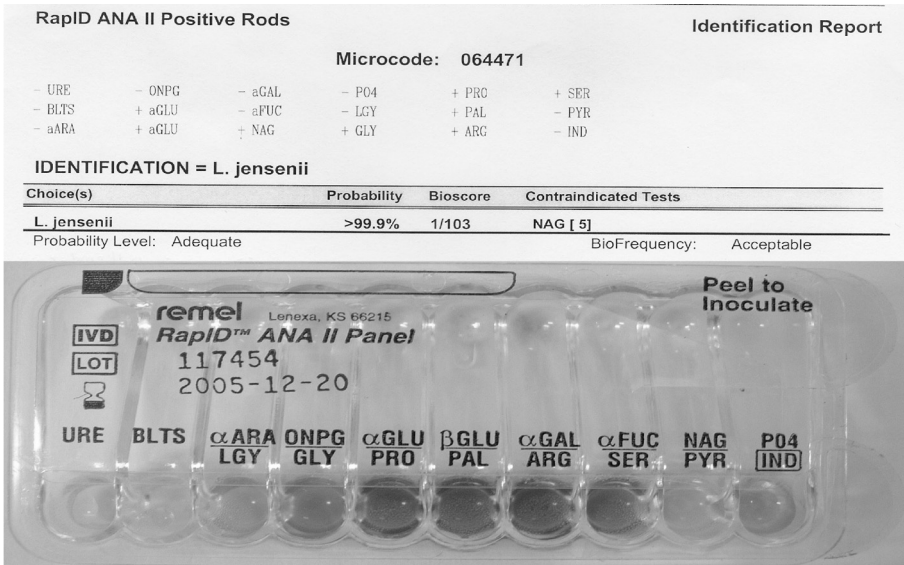 RapID ANA II Positive Rods
Identification Report
Microcode: 064471
- URE - ONPG - aGAL - P04 + PRO + SER
- BLTS + aGLU - aFUC - LGY + PAL - PYR
- aARA + aGLU + NAG + GLY + ARG - IND
IDENTIFICATION = L. jensenii
Choice(s) Probability Bioscore Contraindicated Tests
L. jensenii >99.9% 1/103 NAG [ 5]
Probability Level: Adequate BioFrequency: Acceptable
Peel to
Inoculate
remel Lenexa, KS 66215
IVD RapID™ ANA II Panel
LOT 117454
2005-12-20
URE BLTS αARA ONPG αGLU βGLU αGAL αFUC NAG P04
LGY GLY PRO PAL ARG SER PYR IND